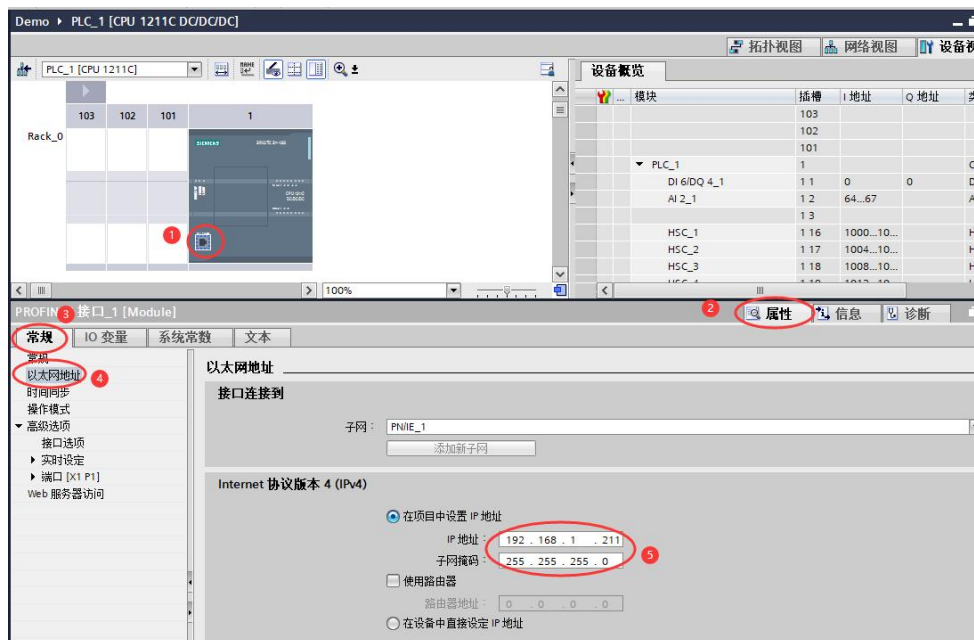 Demo ▸ PLC_1 [CPU 1211C DC/DC/DC]
拓扑视图 网络视图 设备视
PLC_1 [CPU 1211C]
设备概览
... 模块 插槽 I 地址 Q 地址
103 102 101 1
Rack_0
SIEMENS
103
102
101
PLC_1 1
DI 6/DQ 4_1 1 1 0 0
AI 2_1 1 2 64...67
1 3
HSC_1 1 16 1000...10...
HSC_2 1 17 1004...10...
HSC_3 1 18 1008...10...
1
100%
PROFIN 接口_1 [Module]
3
2
属性 信息 诊断
常规 IO 变量 系统常数 文本
常规
以太网地址
4
时间同步
操作模式
高级选项
接口选项
实时设定
端口 [X1 P1]
Web 服务器访问
以太网地址
接口连接到
子网： PN/IE_1
添加新子网
Internet 协议版本 4 (IPv4)
在项目中设置 IP 地址
IP 地址： 192 . 168 . 1 . 211
子网掩码： 255 . 255 . 255 . 0
5
使用路由器
路由器地址： 0 . 0 . 0 . 0
在设备中直接设定 IP 地址